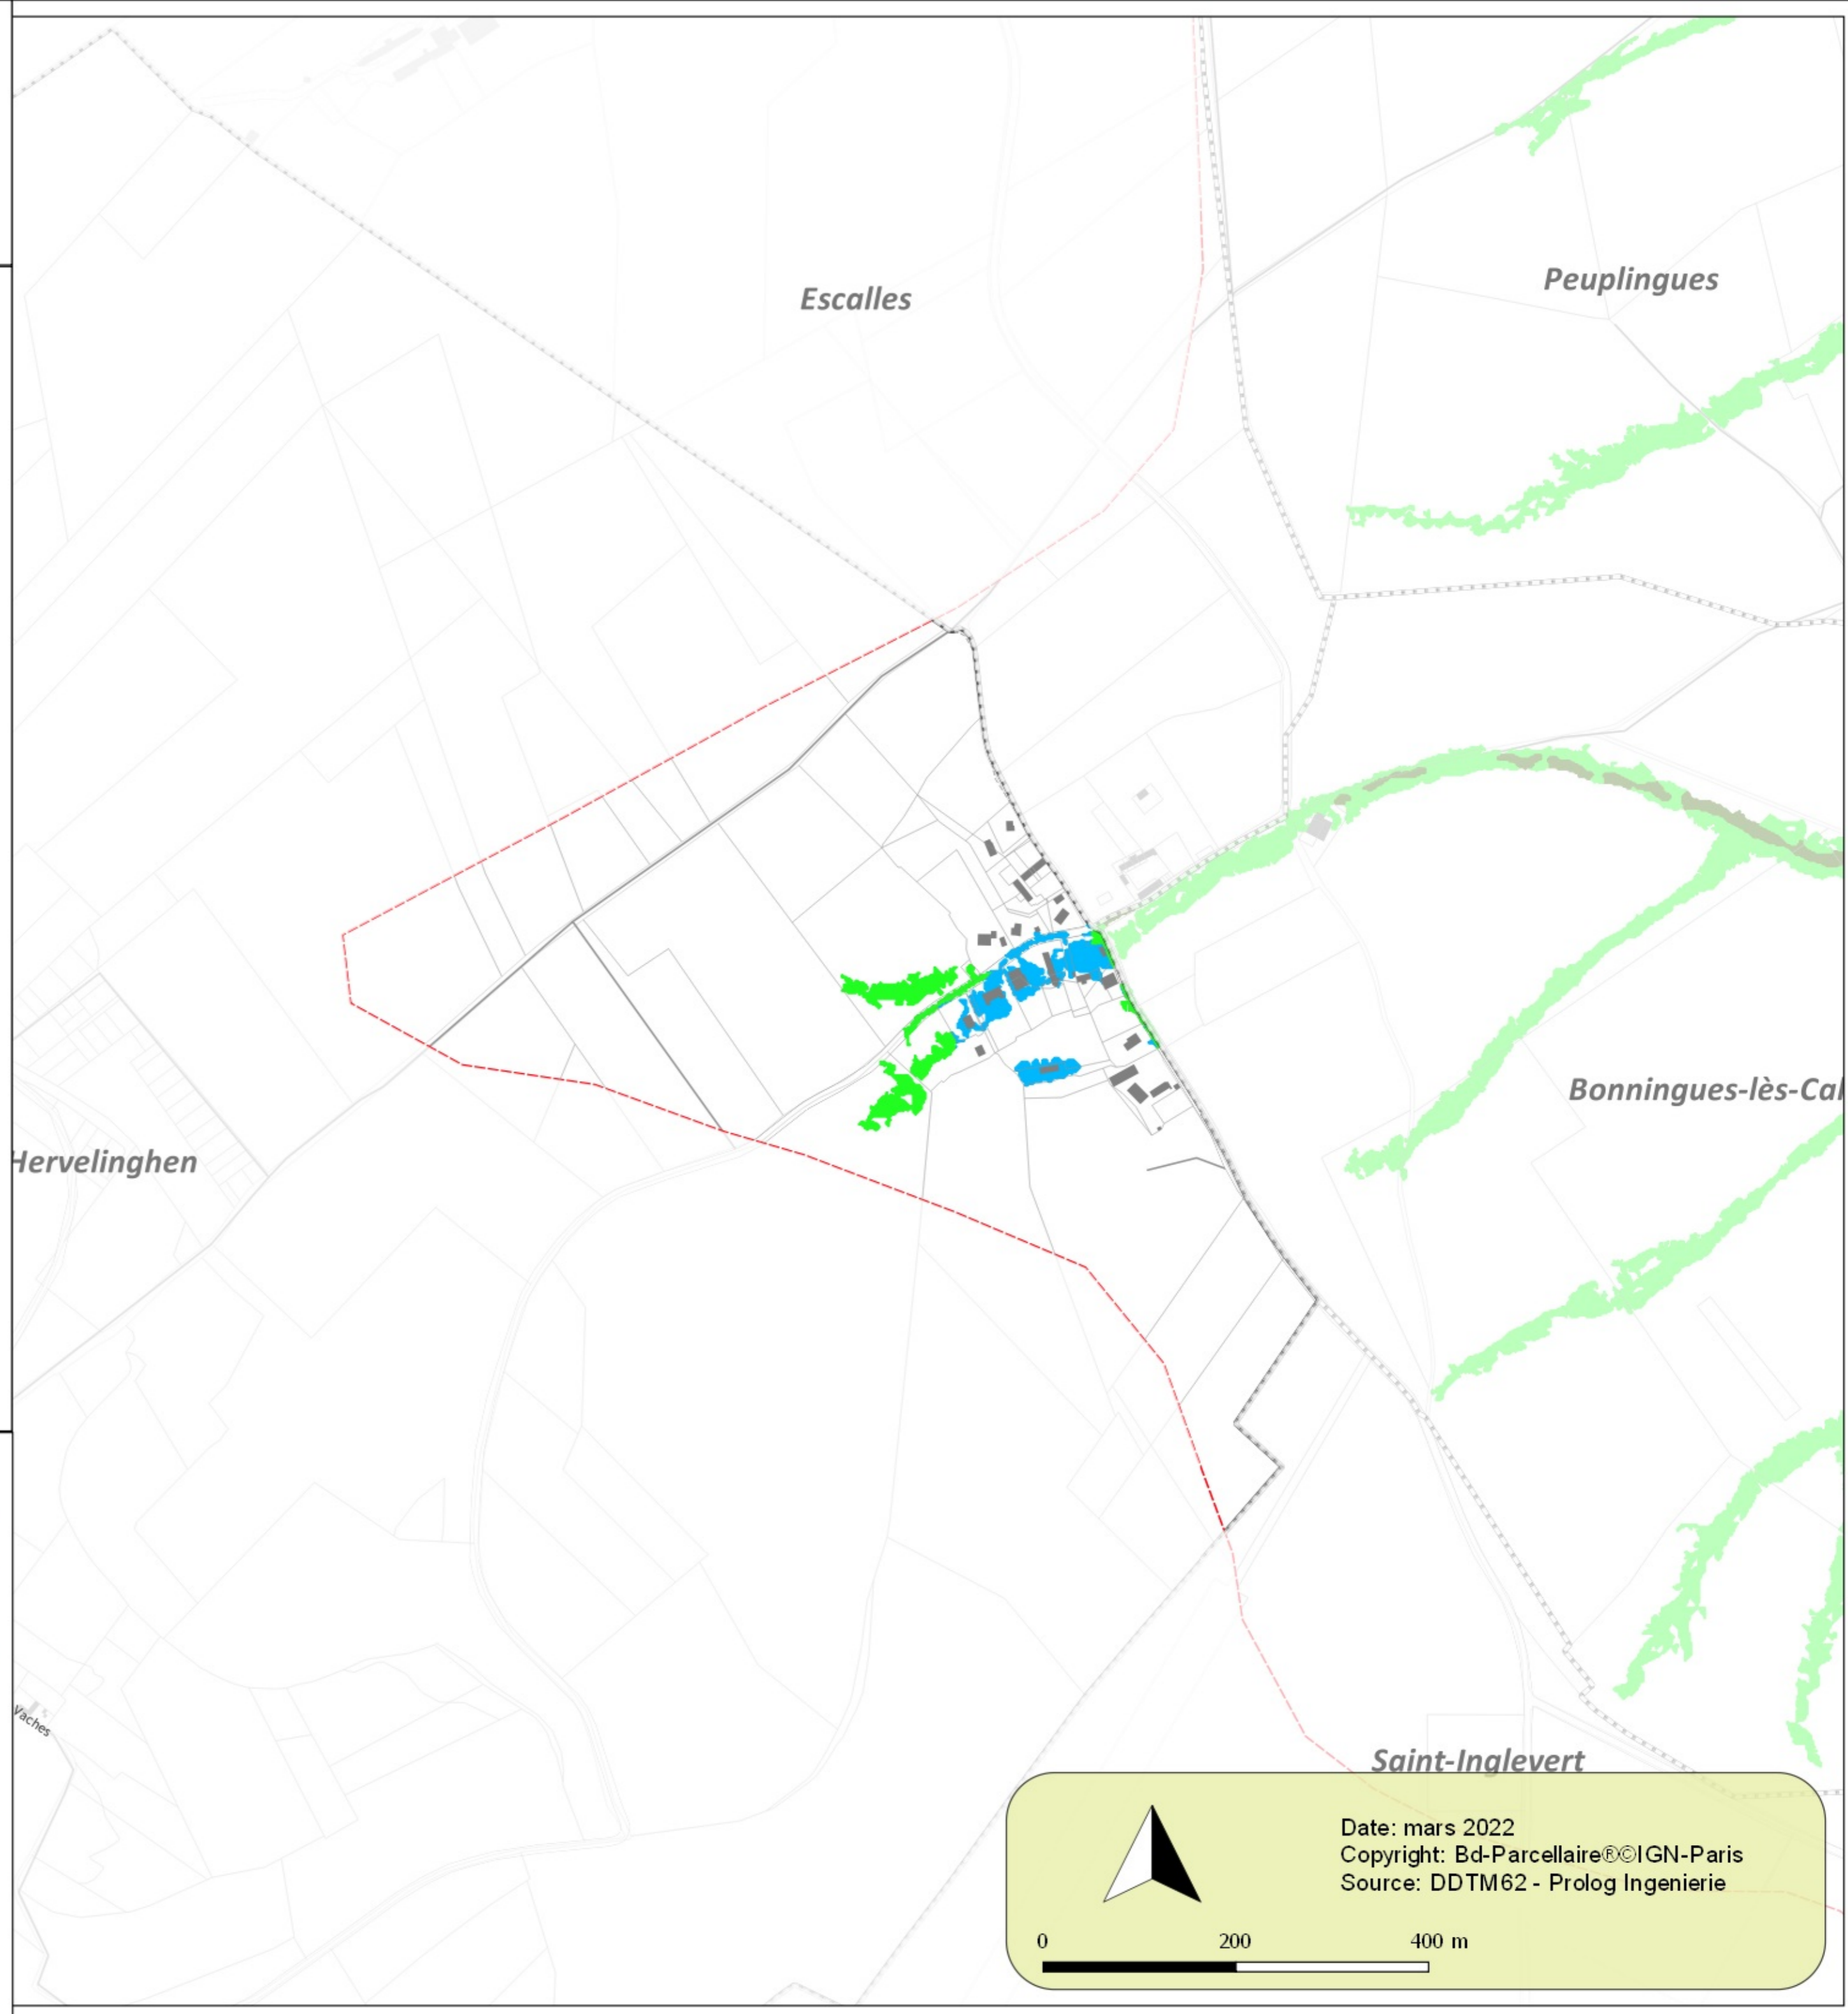 Escalles
Peuplingues
Bonningues-lès-Cal
Hervelinghen
Vaches
Saint-Inglevert
Date: mars 2022
Copyright: Bd-Parcellaire®©IGN-Paris
Source: DDTM62 - Prolog Ingenierie
0 200 400 m